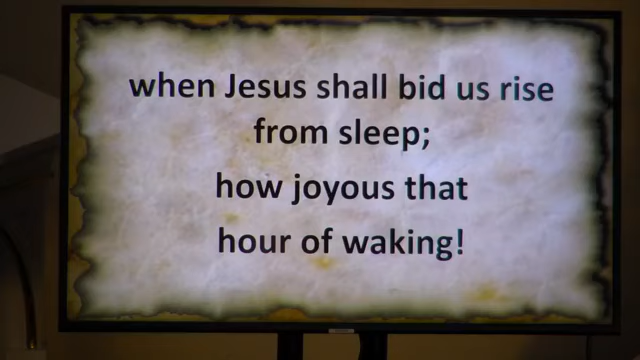 when Jesus shall bid us rise
from sleep;
how joyous that
hour of waking!